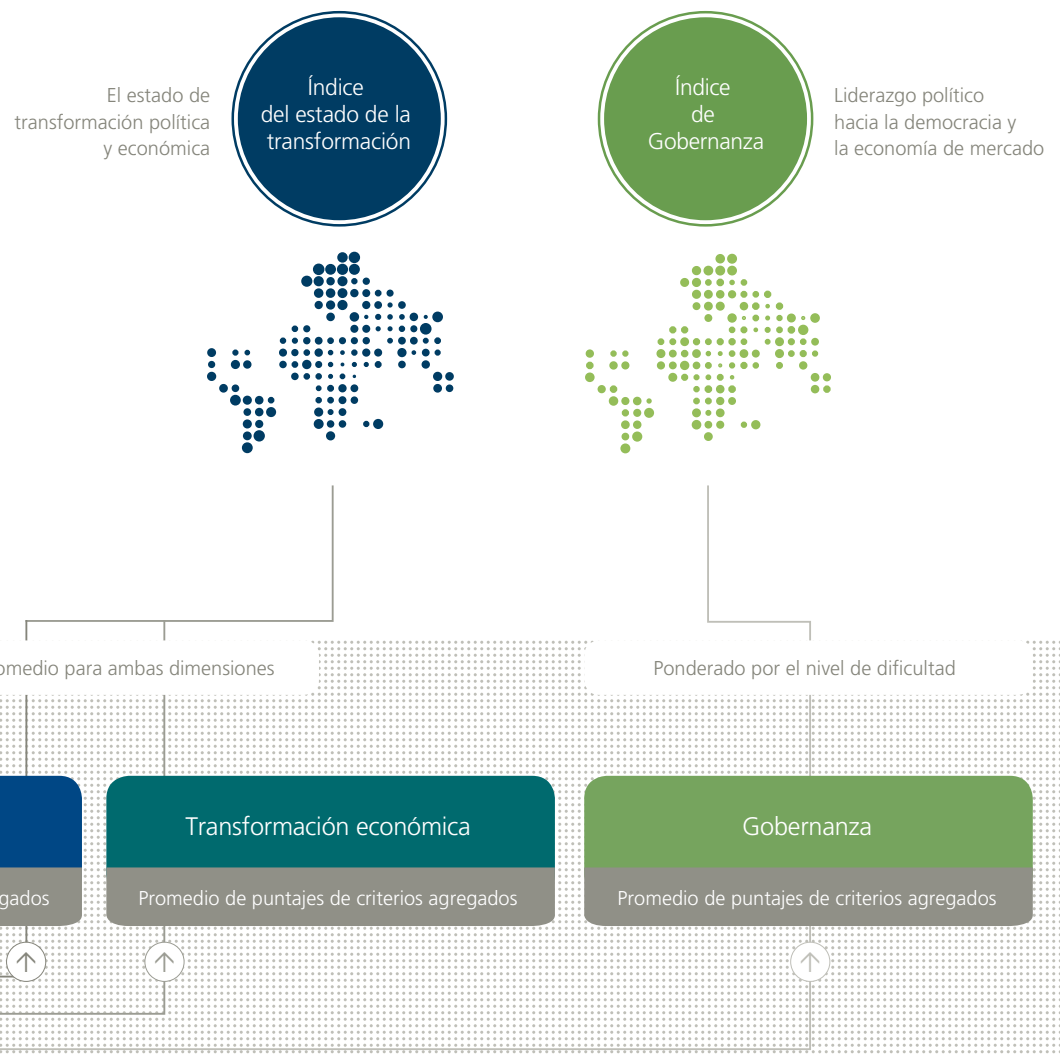 El estado de
transformación política
y económica
Índice
del estado de la
transformación
Índice
de
Gobernanza
Liderazgo político
hacia la democracia y
la economía de mercado
para ambas dimensiones
Ponderado por el nivel de dificultad
Transformación económica
Gobernanza
Promedio de puntajes de criterios agregados
Promedio de puntajes de criterios agregados